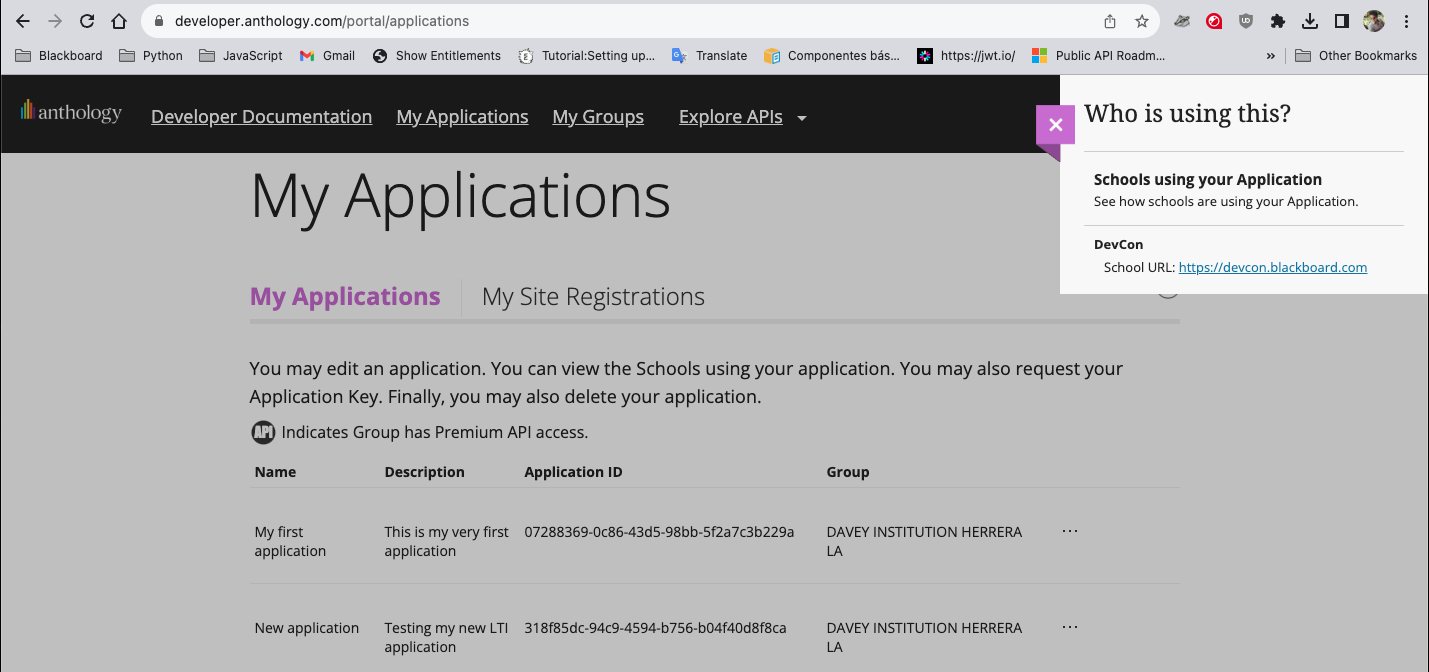 developer.anthology.com/portal/applications
Blackboard Python JavaScript Gmail Show Entitlements Tutorial:Setting up... Translate Componentes bás... https://jwt.io/ Public API Roadm... » Other Bookmarks
anthology Developer Documentation My Applications My Groups Explore APIs
Who is using this?
Schools using your Application
See how schools are using your Application.
DevCon
School URL: https://devcon.blackboard.com
My Applications
My Applications My Site Registrations
You may edit an application. You can view the Schools using your application. You may also request your
Application Key. Finally, you may also delete your application.
API Indicates Group has Premium API access.
Name Description Application ID Group
My first This is my very first 07288369-0c86-43d5-98bb-5f2a7c3b229a DAVEY INSTITUTION HERRERA ...
application application LA
New application Testing my new LTI 318f85dc-94c9-4594-b756-b04f40d8f8ca DAVEY INSTITUTION HERRERA ...
application LA